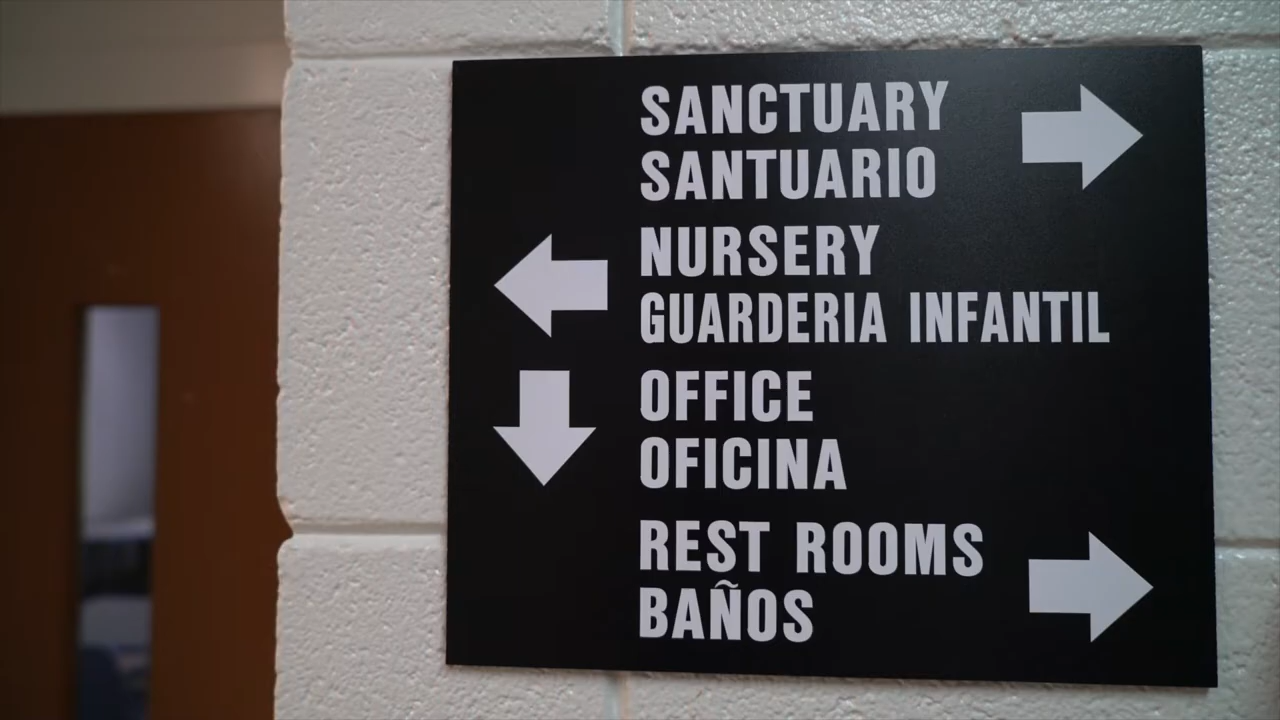 SANCTUARY
SANTUARIO
NURSERY
GUARDERIA INFANTIL
OFFICE
OFICINA
REST ROOMS
BAÑOS